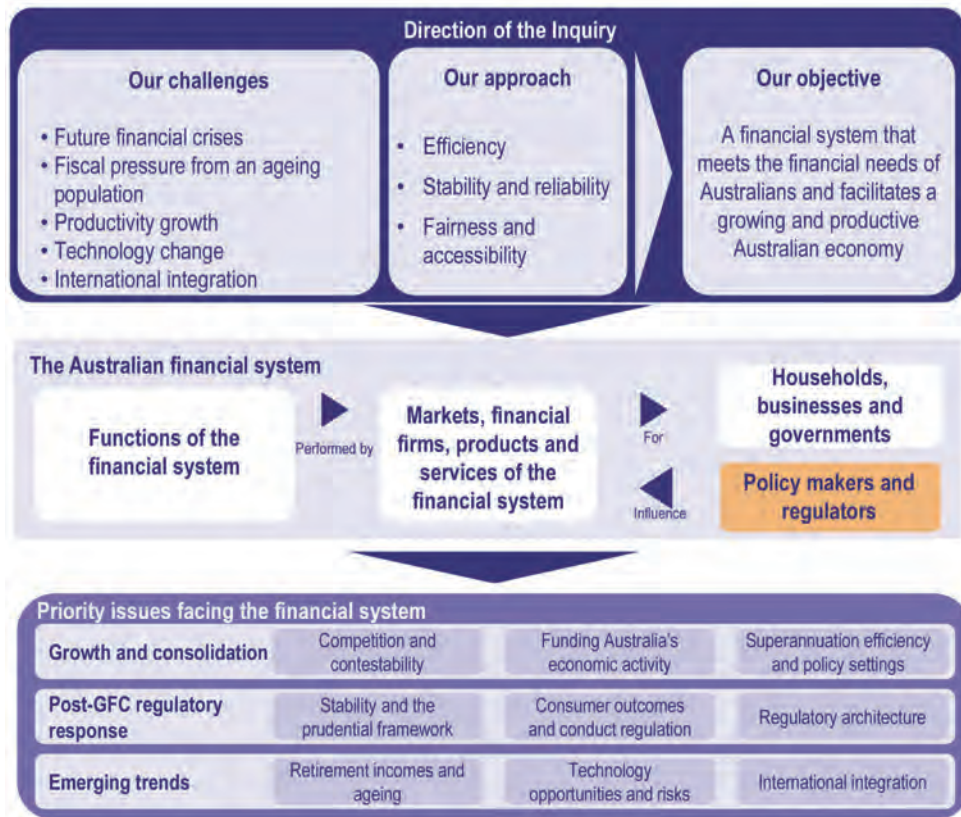 Direction of the Inquiry
Our challenges
• Future financial crises
• Fiscal pressure from an ageing
population
• Productivity growth
• Technology change
• International integration
Our approach
• Efficiency
• Stability and reliability
• Fairness and
accessibility
Our objective
A financial system that
meets the financial needs of
Australians and facilitates a
growing and productive
Australian economy
The Australian financial system
Functions of the
financial system
Performed by
Markets, financial
firms, products and
services of the
financial system
For
Influence
Households,
businesses and
governments
Policy makers and
regulators
Priority issues facing the financial system
Growth and consolidation
Competition and
contestability
Funding Australia's
economic activity
Superannuation efficiency
and policy settings
Post-GFC regulatory
response
Stability and the
prudential framework
Consumer outcomes
and conduct regulation
Regulatory architecture
Emerging trends
Retirement incomes and
ageing
Technology
opportunities and risks
International integration